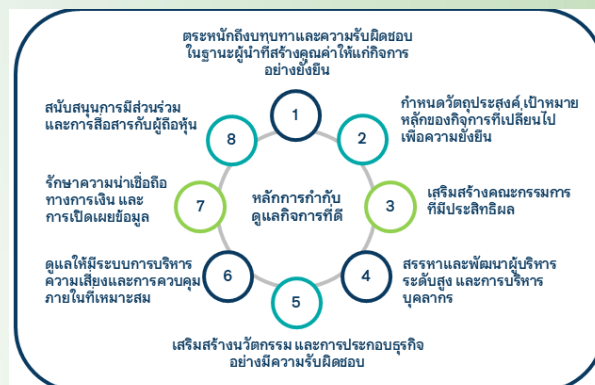 ตระหนักถึงบทบทาและความรับผิดชอบ
ในฐานะผู้นำที่สร้างคุณค่าให้แก่กิจการ
อย่างยั่งยืน
1
กำหนดวัตถุประสงค์ เป้าหมาย
หลักของกิจการที่เปลี่ยนไป
เพื่อความยั่งยืน
2
เสริมสร้างคณะกรรมการ
ที่มีประสิทธิผล
3
สรรหาและพัฒนาผู้บริหาร
ระดับสูง และการบริหาร
บุคลากร
4
เสริมสร้างนวัตกรรม และการประกอบธุรกิจ
อย่างมีความรับผิดชอบ
5
ดูแลให้มีระบบการบริหาร
ความเสี่ยงและการควบคุม
ภายในที่เหมาะสม
6
รักษาความน่าเชื่อถือ
ทางการเงิน และ
การเปิดเผยข้อมูล
7
สนับสนุนการมีส่วนร่วม
และการสื่อสารกับผู้ถือหุ้น
8
หลักการกำกับ
ดูแลกิจการที่ดี